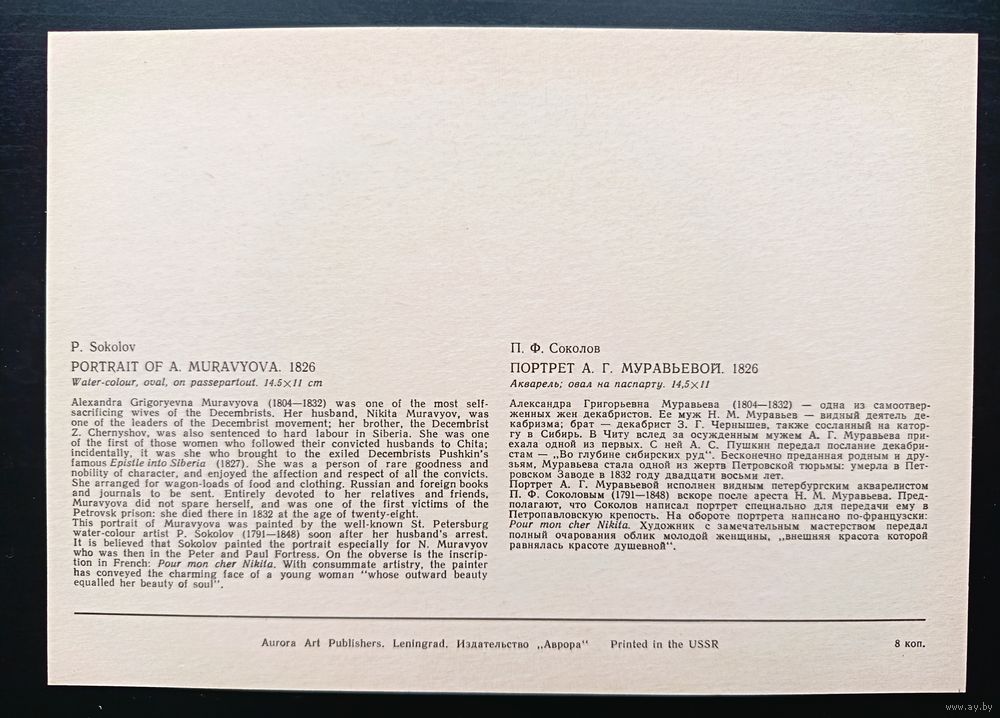 P. Sokolov
PORTRAIT OF A. MURAVYOVA. 1826
Water-colour, oval, on passepartout. 14.5×11 cm
Alexandra Grigoryevna Muravyova (1804—1832) was one of the most self-
sacrificing wives of the Decembrists. Her husband, Nikita Muravyov, was
one of the leaders of the Decembrist movement; her brother, the Decembrist
Z. Chernyshov, was also sentenced to hard labour in Siberia. She was one
of the first of those women who followed their convicted husbands to Chita;
incidentally, it was she who brought to the exiled Decembrists Pushkin's
famous Epistle into Siberia (1827). She was a person of rare goodness and
nobility of character, and enjoyed the affection and respect of all the convicts.
She arranged for wagon-loads of food and clothing. Russian and foreign books
and journals to be sent. Entirely devoted to her relatives and friends,
Muravyova did not spare herself, and was one of the first victims of the
Petrovsk prison: she died there in 1832 at the age of twenty-eight.
This portrait of Muravyova was painted by the well-known St. Petersburg
water-colour artist P. Sokolov (1791—1848) soon after her husband's arrest.
It is believed that Sokolov painted the portrait especially for N. Muravyov
who was then in the Peter and Paul Fortress. On the obverse is the inscrip-
tion in French: Pour mon cher Nikita. With consummate artistry, the painter
has conveyed the charming face of a young woman "whose outward beauty
equalled her beauty of soul".
П. Ф. Соколов
ПОРТРЕТ А. Г. МУРАВЬЕВОЙ. 1826
Акварель; овал на паспарту. 14,5×11
Александра Григорьевна Муравьева (1804—1832) — одна из самоотвер-
женных жен декабристов. Ее муж Н. М. Муравьев — видный деятель де-
кабризма; брат — декабрист З. Г. Чернышев, также сосланный на катор-
гу в Сибирь. В Читу вслед за осужденным мужем А. Г. Муравьева при-
ехала одной из первых. С ней А. С. Пушкин передал послание декабри-
стам — „Во глубине сибирских руд". Бесконечно преданная родным и дру-
зьям, Муравьева стала одной из жертв Петровской тюрьмы: умерла в Пет-
ровском Заводе в 1832 году двадцати восьми лет.
Портрет А. Г. Муравьевой исполнен видным петербургским акварелистом
П. Ф. Соколовым (1791—1848) вскоре после ареста Н. М. Муравьева. Пред-
полагают, что Соколов написал портрет специально для передачи ему в
Петропавловскую крепость. На обороте портрета написано по-французски:
Pour mon cher Nikita. Художник с замечательным мастерством передал
полный очарования облик молодой женщины, „внешняя красота которой
равнялась красоте душевной".
Aurora Art Publishers. Leningrad. Издательство „Аврора" Printed in the USSR
8 коп.
www.ay.by